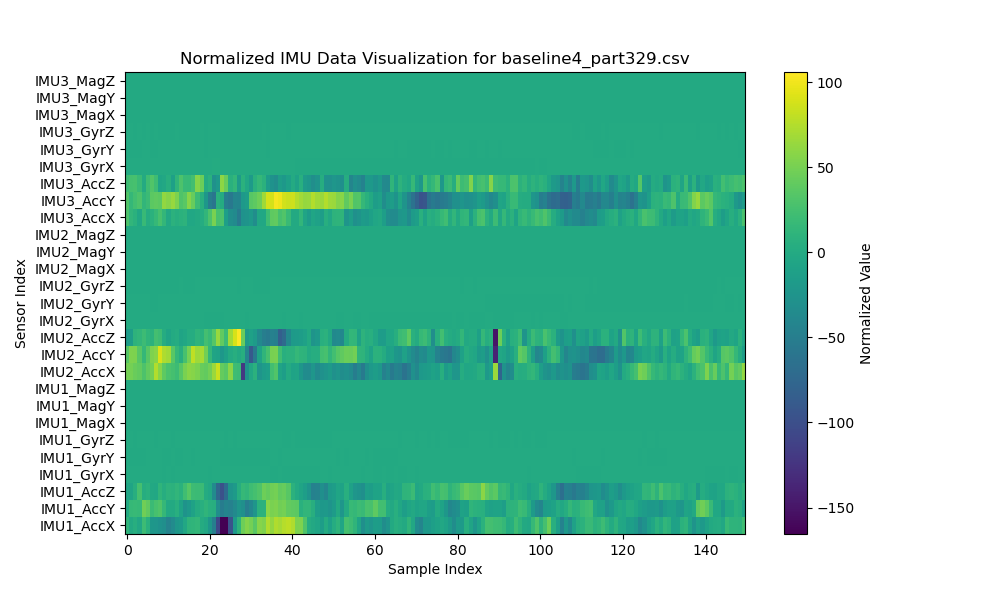 Normalized IMU Data Visualization for baseline4_part329.csv
IMU3_MagZ
IMU3_MagY
IMU3_MagX
IMU3_GyrZ
IMU3_GyrY
IMU3_GyrX
IMU3_AccZ
IMU3_AccY
IMU3_AccX
IMU2_MagZ
IMU2_MagY
IMU2_MagX
IMU2_GyrZ
IMU2_GyrY
IMU2_GyrX
IMU2_AccZ
IMU2_AccY
IMU2_AccX
IMU1_MagZ
IMU1_MagY
IMU1_MagX
IMU1_GyrZ
IMU1_GyrY
IMU1_GyrX
IMU1_AccZ
IMU1_AccY
IMU1_AccX
Sensor Index
0 20 40 60 80 100 120 140
Sample Index
100
50
0
−50
−100
−150
Normalized Value